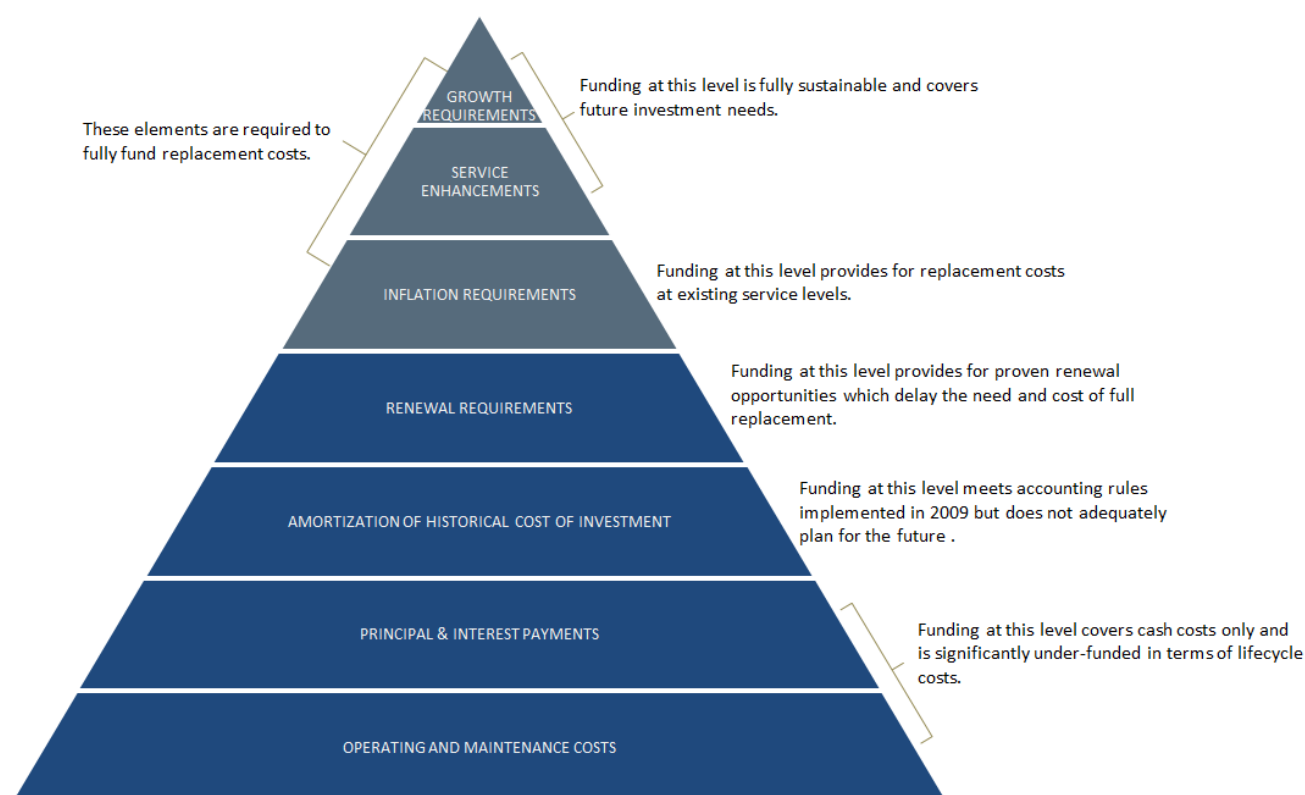 GROWTH
REQUIREMENTS
Funding at this level is fully sustainable and covers
future investment needs.
These elements are required to
fully fund replacement costs.
SERVICE
ENHANCEMENTS
INFLATION REQUIREMENTS
Funding at this level provides for replacement costs
at existing service levels.
RENEWAL REQUIREMENTS
Funding at this level provides for proven renewal
opportunities which delay the need and cost of full
replacement.
AMORTIZATION OF HISTORICAL COST OF INVESTMENT
Funding at this level meets accounting rules
implemented in 2009 but does not adequately
plan for the future .
PRINCIPAL & INTEREST PAYMENTS
Funding at this level covers cash costs only and
is significantly under-funded in terms of lifecycle
costs.
OPERATING AND MAINTENANCE COSTS